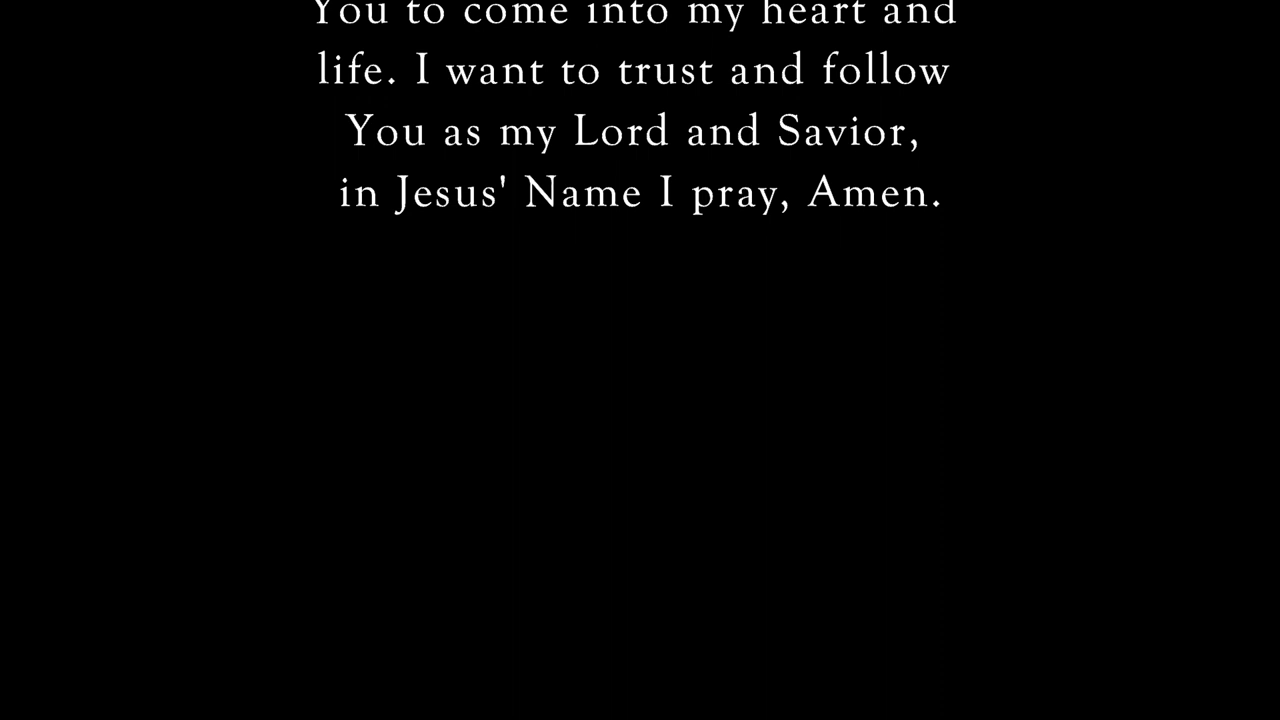 You to come into my heart and
life. I want to trust and follow
You as my Lord and Savior,
in Jesus' Name I pray, Amen.